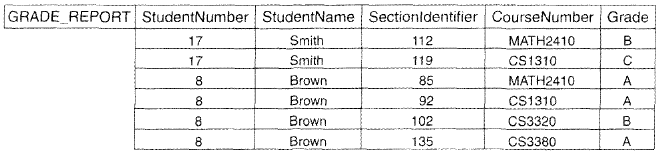 GRADE_REPORT StudentNumber StudentName SectionIdentifier CourseNumber Grade
17 Smith 112 MATH2410 B
17 Smith 119 CS1310 C
8 Brown 85 MATH2410 A
8 Brown 92 CS1310 A
8 Brown 102 CS3320 B
8 Brown 135 CS3380 A